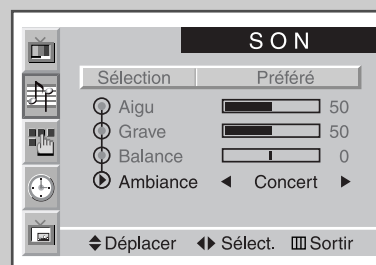 SON
Sélection Préféré
Aigu 50
Grave 50
Balance 0
Ambiance ◀ Concert ▶
Déplacer Sélect. Sortir